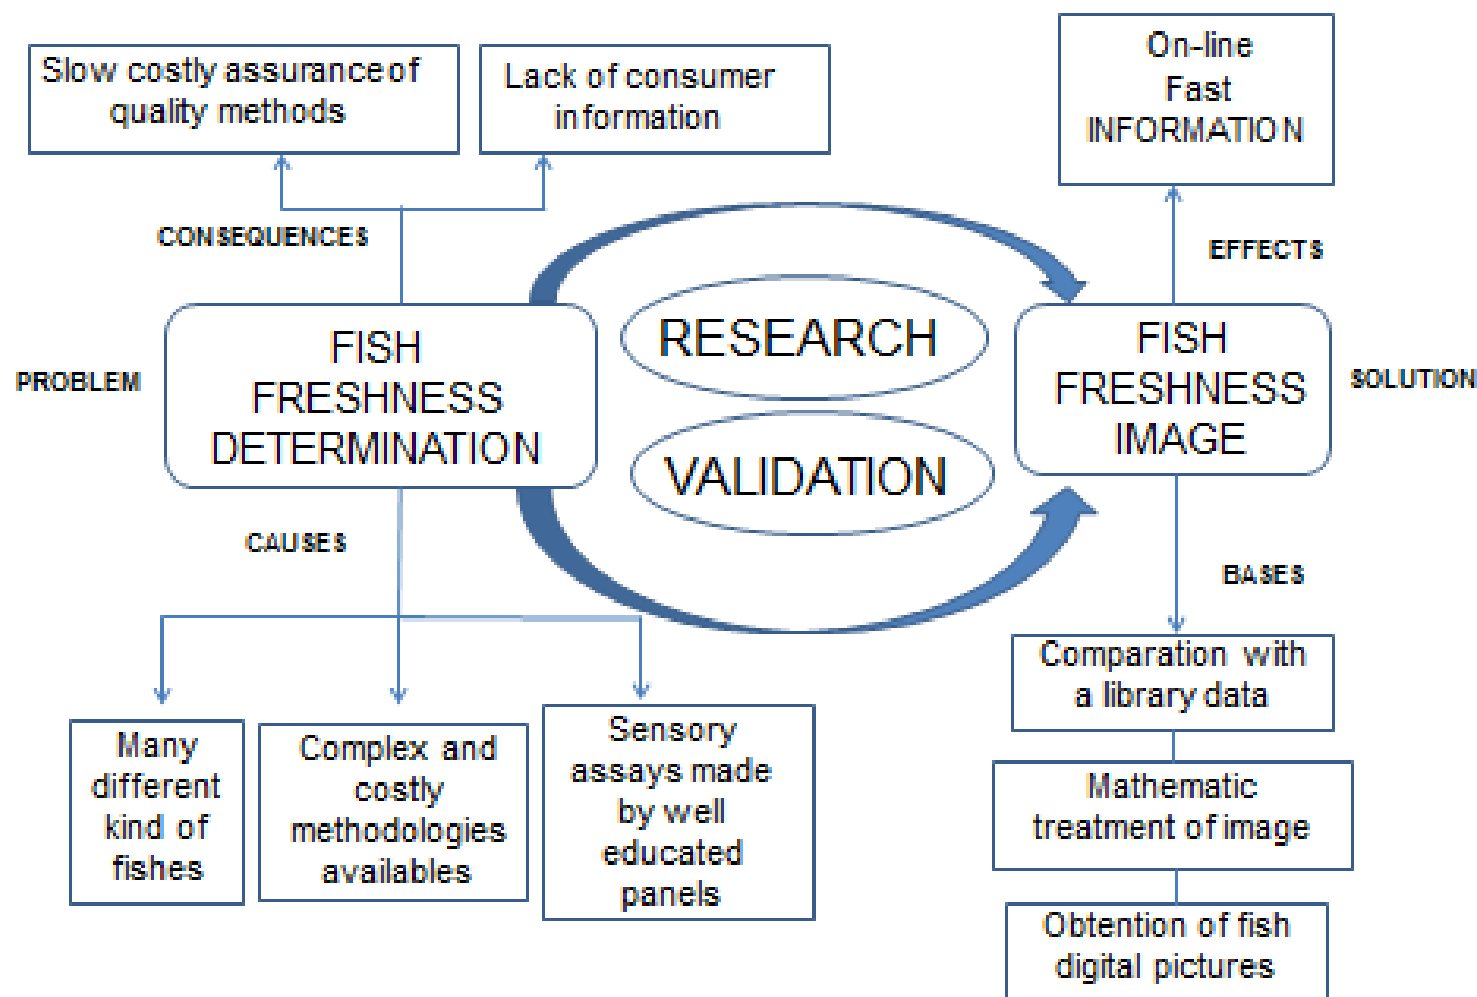 Slow costly assurance of
quality methods
Lack of consumer
information
On-line
Fast
INFORMATION
CONSEQUENCES
EFFECTS
PROBLEM
FISH
FRESHNESS
DETERMINATION
RESEARCH
VALIDATION
FISH
FRESHNESS
IMAGE
SOLUTION
CAUSES
BASES
Many
different
kind of
fishes
Complex and
costly
methodologies
availables
Sensory
assays made
by well
educated
panels
Comparation with
a library data
Mathematic
treatment of image
Obtention of fish
digital pictures